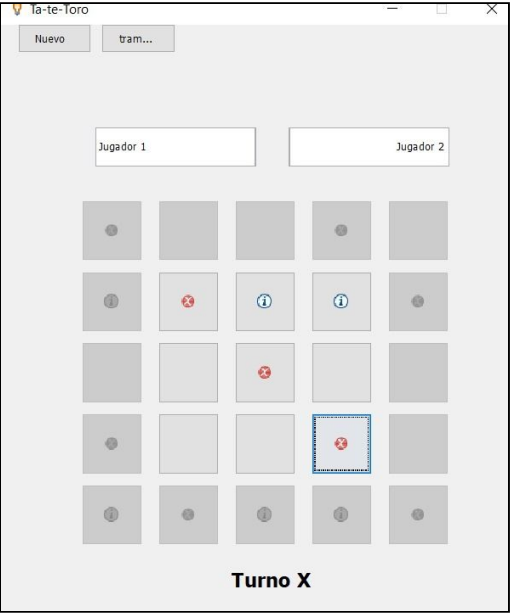 Ta-te-Toro
Nuevo
tram...
Jugador 1
Jugador 2
Turno X